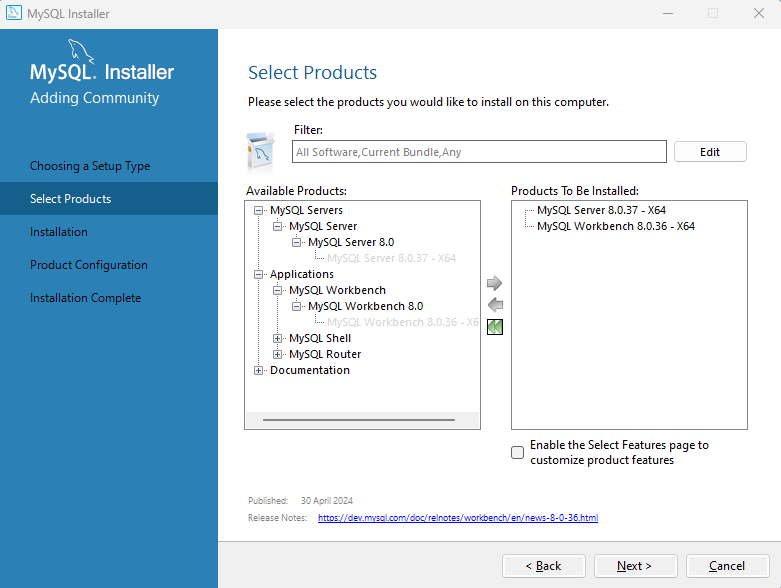 MySQL Installer
MySQL. Installer
Adding Community
Choosing a Setup Type
Select Products
Installation
Product Configuration
Installation Complete
Select Products
Please select the products you would like to install on this computer.
Filter:
All Software,Current Bundle,Any
Edit
Available Products:
MySQL Servers
MySQL Server
MySQL Server 8.0
MySQL Server 8.0.37 - X64
Applications
MySQL Workbench
MySQL Workbench 8.0
MySQL Workbench 8.0.36 - X6
MySQL Shell
MySQL Router
Documentation
Products To Be Installed:
MySQL Server 8.0.37 - X64
MySQL Workbench 8.0.36 - X64
Enable the Select Features page to
customize product features
Published: 30 April 2024
Release Notes: https://dev.mysql.com/doc/relnotes/workbench/en/news-8-0-36.html
< Back
Next >
Cancel